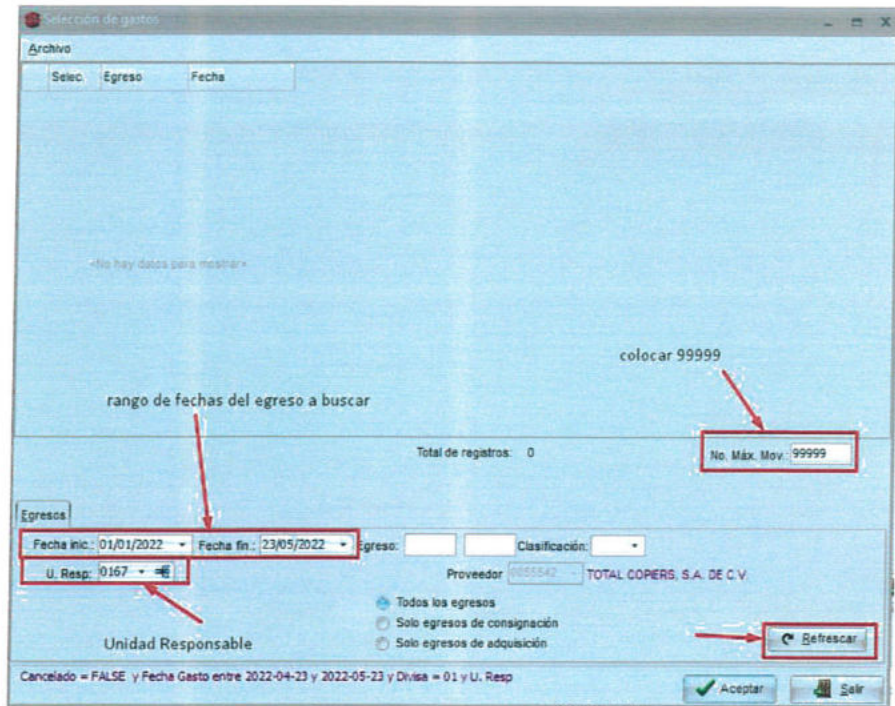 Selección de gastos
Archivo
Selec. Egreso Fecha
<No hay datos para mostrar>
colocar 99999
rango de fechas del egreso a buscar
Total de registros: 0
No. Máx. Mov.: 99999
Egresos
Fecha inic.: 01/01/2022 Fecha fin.: 23/05/2022 Egreso: Clasificación:
U. Resp: 0167 Proveedor 0055542 TOTAL COPIERS, S.A. DE C.V.
Todos los egresos
Solo egresos de consignación
Unidad Responsable
Solo egresos de adquisición
Refrescar
Cancelado = FALSE y Fecha Gasto entre 2022-04-23 y 2022-05-23 y Divisa = 01 y U. Resp
Aceptar Salir